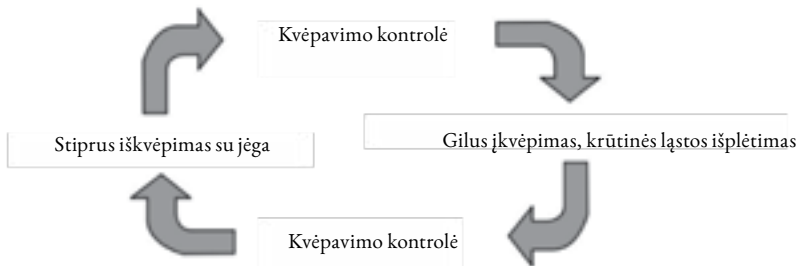 Kvėpavimo kontrolė
Stiprus iškvėpimas su jėga
Gilus įkvėpimas, krūtinės ląstos išplėtimas
Kvėpavimo kontrolė